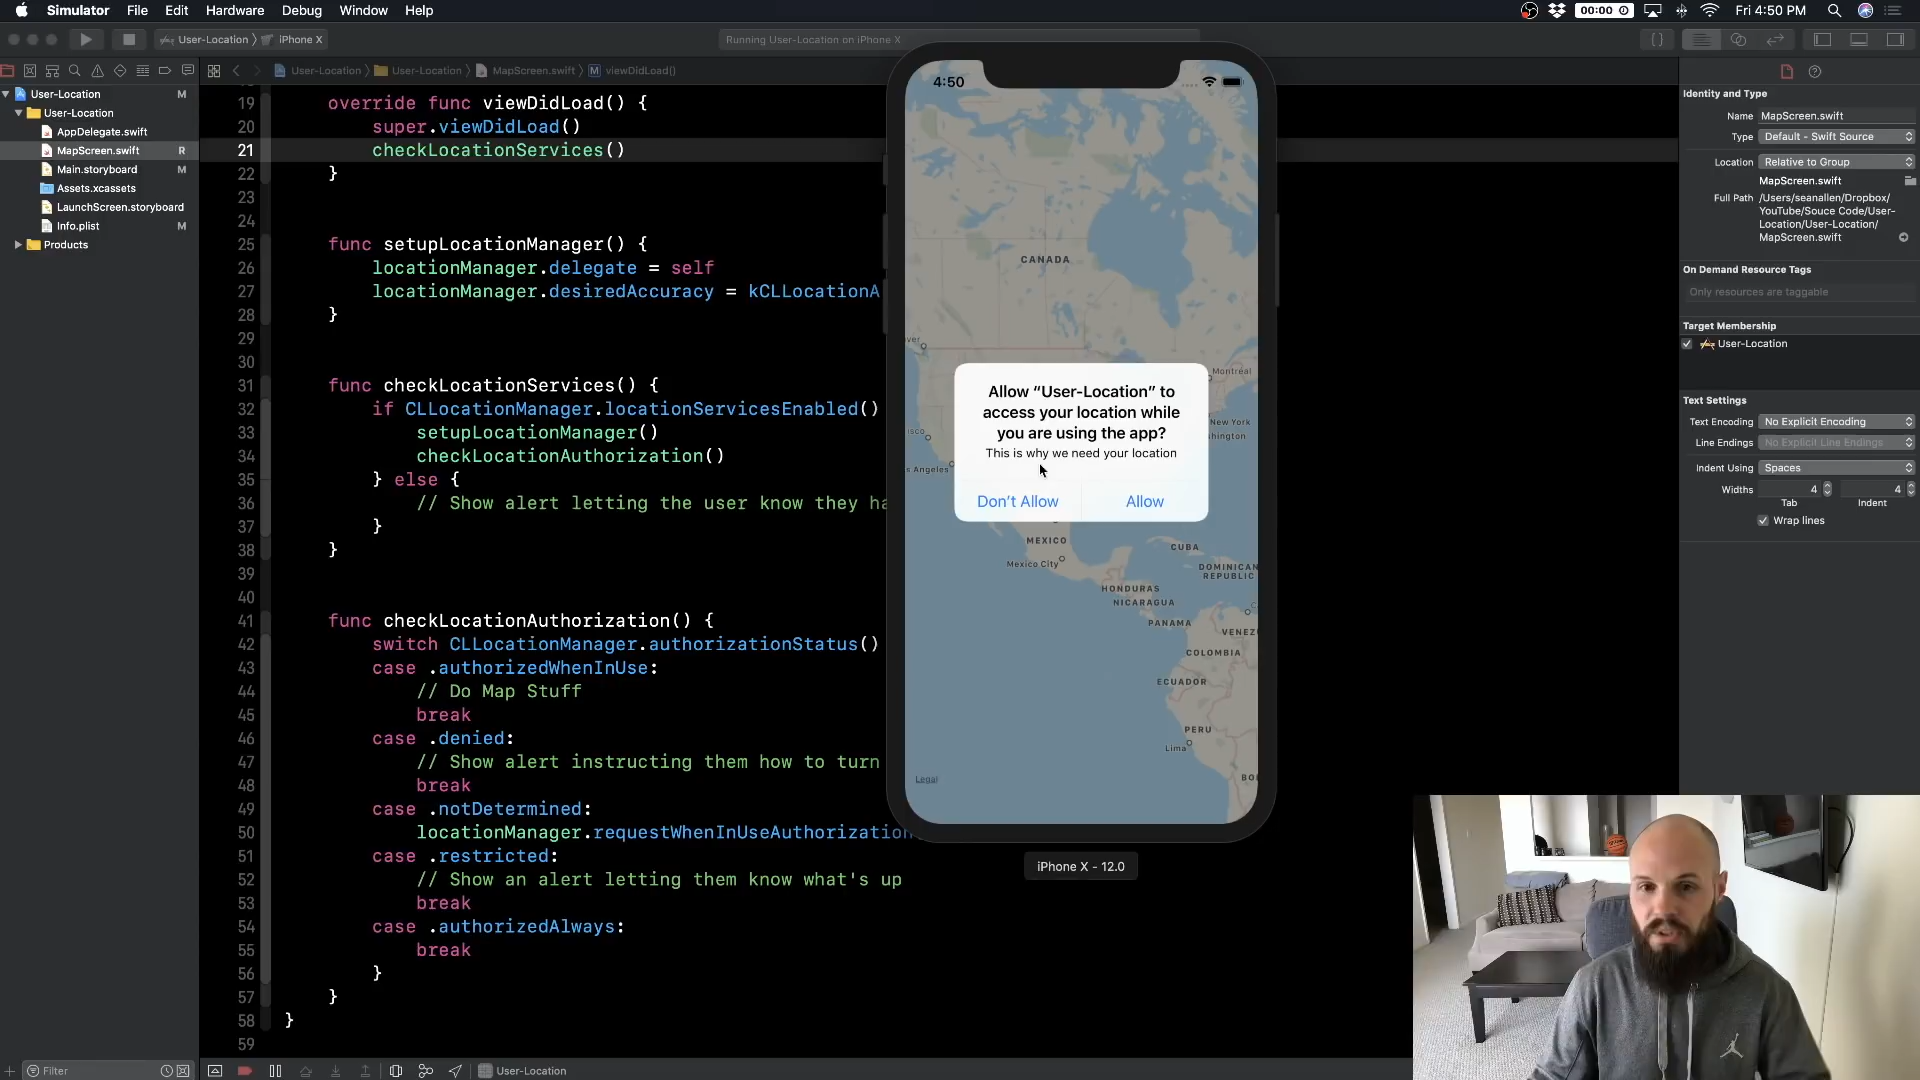 Simulator File Edit View Hardware Debug Window Help
00:00
Fri 4:50 PM
User-Location
iPhone X
Running User-Location on iPhone X
User-Location
User-Location
MapScreen.swift
M
viewDidLoad()
User-Location M
User-Location
AppDelegate.swift
MapScreen.swift R
Main.storyboard M
Assets.xcassets
LaunchScreen.storyboard
Info.plist M
Products
19 override func viewDidLoad() {
20 super.viewDidLoad()
21 checkLocationServices()
22 }
23
24
25 func setupLocationManager() {
26 locationManager.delegate = self
27 locationManager.desiredAccuracy = kCLLocationA
28 }
29
30
31 func checkLocationServices() {
32 if CLLocationManager.locationServicesEnabled()
33 setupLocationManager()
34 checkLocationAuthorization()
35 } else {
36 // Show alert letting the user know they ha
37 }
38 }
39
40
41 func checkLocationAuthorization() {
42 switch CLLocationManager.authorizationStatus()
43 case .authorizedWhenInUse:
44 // Do Map Stuff
45 break
46 case .denied:
47 // Show alert instructing them how to turn
48 break
49 case .notDetermined:
50 locationManager.requestWhenInUseAuthorization
51 case .restricted:
52 // Show an alert letting them know what's up
53 break
54 case .authorizedAlways:
55 break
56 }
57 }
58 }
59
4:50
CANADA
ver
Montréal
New York
hington
isco
s Angeles
Allow “User-Location” to
access your location while
you are using the app?
This is why we need your location
Don’t Allow
Allow
MEXICO
Mexico City
CUBA
DOMINICAN
REPUBLIC
HONDURAS
NICARAGUA
PANAMA
VENEZ
COLOMBIA
ECUADOR
PERU
Lima
BO
Legal
iPhone X - 12.0
Identity and Type
Name MapScreen.swift
Type Default - Swift Source
Location Relative to Group
MapScreen.swift
Full Path /Users/seanallen/Dropbox/
YouTube/Souce Code/User-
Location/User-Location/
MapScreen.swift
On Demand Resource Tags
Only resources are taggable
Target Membership
User-Location
Text Settings
Text Encoding No Explicit Encoding
Line Endings No Explicit Line Endings
Indent Using Spaces
Widths 4 4
Tab Indent
Wrap lines
Filter
User-Location